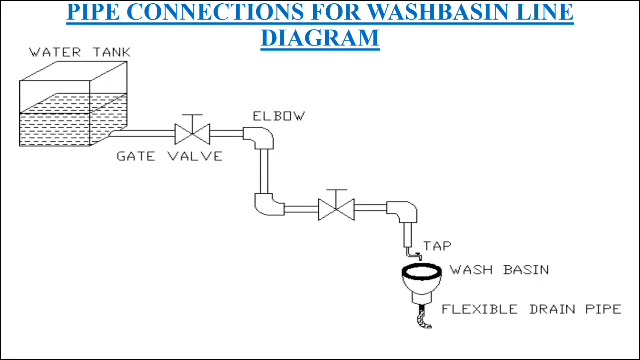 PIPE CONNECTIONS FOR WASHBASIN LINE
DIAGRAM
WATER TANK
ELBOW
GATE VALVE
TAP
WASH BASIN
FLEXIBLE DRAIN PIPE